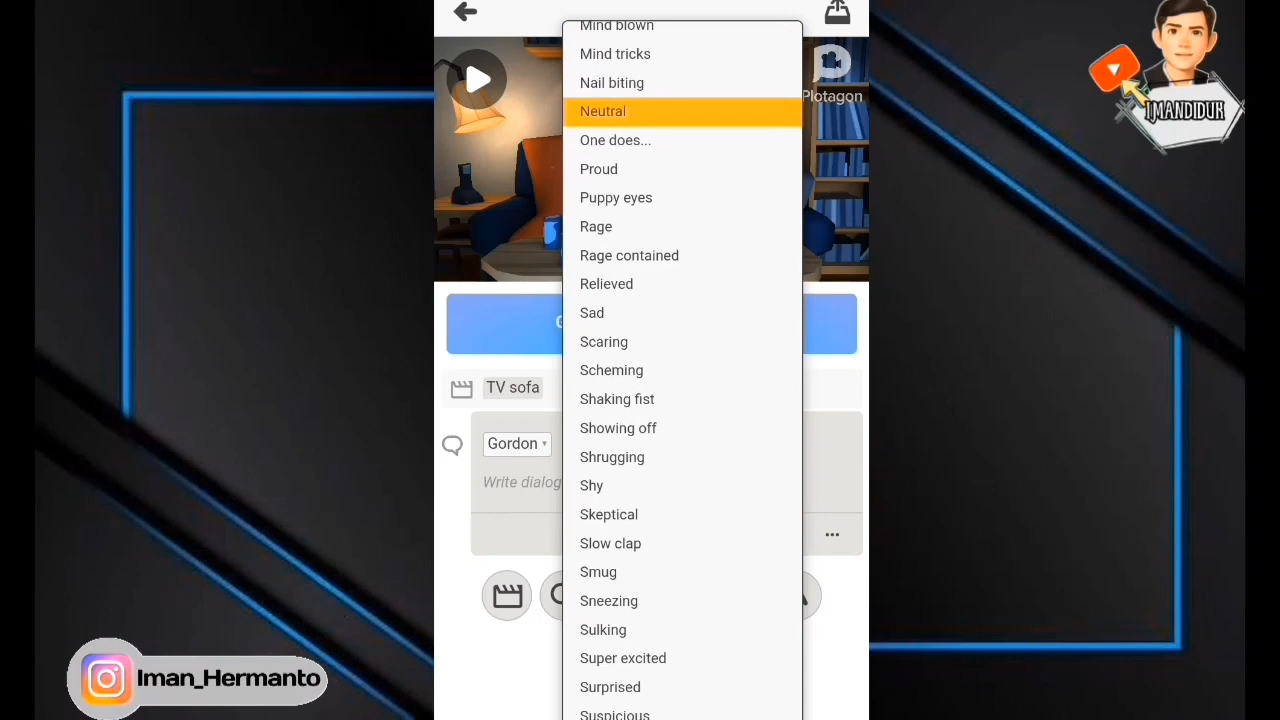 Mind blown
Mind tricks
Nail biting
Plotagon
Neutral
IMANDIDUK
One does...
Proud
Puppy eyes
Rage
Rage contained
Relieved
Sad
G
Scaring
Scheming
TV sofa
Shaking fist
Showing off
Gordon
Shrugging
Write dialog
Shy
Skeptical
Slow clap
Smug
Sneezing
Sulking
Super excited
Iman_Hermanto
Surprised
Suspicious